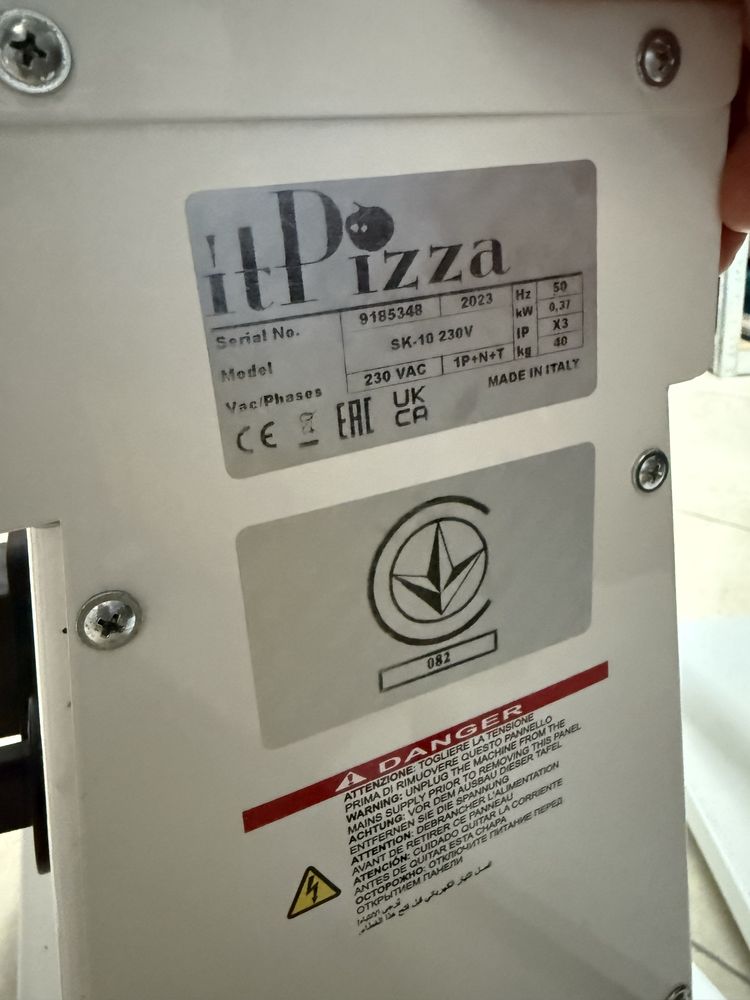 itPizza
Serial No. 9185348 2023 Hz 50
Model SK-10 230V kW 0,37
IP X3
Vac/Phases 230 VAC 1P+N+T kg 40
CE EAC UK CA MADE IN ITALY
082
DANGER
ATTENZIONE: TOGLIERE LA TENSIONE
PRIMA DI RIMUOVERE QUESTO PANNELLO
WARNING: UNPLUG THE MACHINE FROM THE
MAINS SUPPLY PRIOR TO REMOVING THIS PANEL
ACHTUNG: VOR DEM AUSBAU DIESER TAFEL
ENTFERNEN SIE DIE SPANNUNG
ATTENTION: DEBRANCHER L'ALIMENTATION
AVANT DE RETIRER CE PANNEAU
ATENCIÓN: CUIDADO QUITAR LA CORRIENTE
ANTES DE QUITAR ESTA CHAPA
ОСТОРОЖНО: ОТКЛЮЧИТЕ ПИТАНИЕ ПЕРЕД
ОТКРЫТИЕМ ПАНЕЛИ